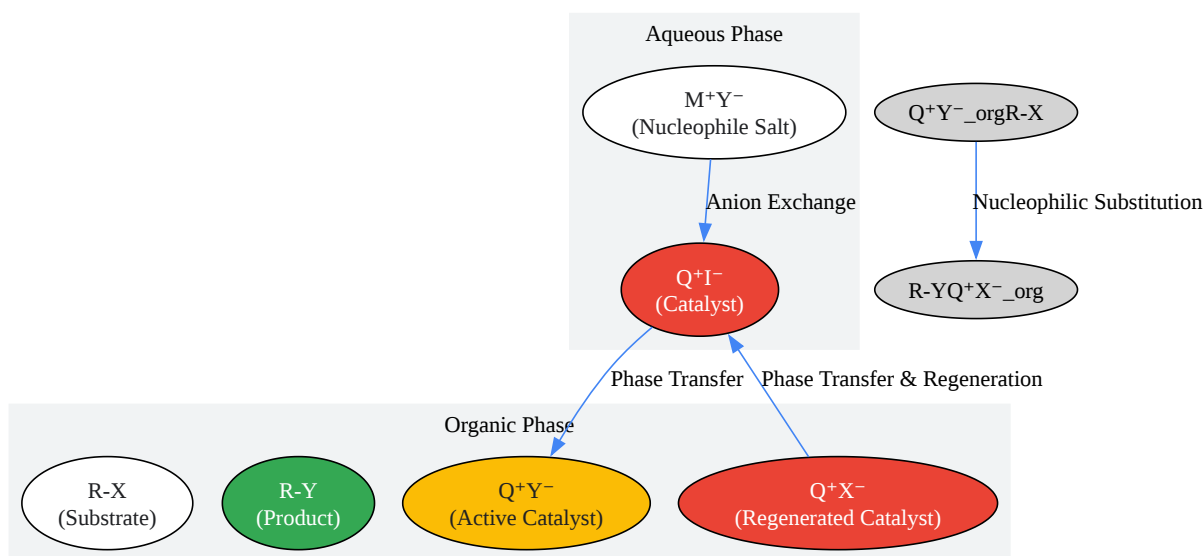 Aqueous Phase
M⁺Y⁻
(Nucleophile Salt)
Q⁺Y⁻_orgR-X
Anion Exchange
Nucleophilic Substitution
Q⁺I⁻
(Catalyst)
R-YQ⁺X⁻_org
Phase Transfer
Phase Transfer & Regeneration
Organic Phase
R-X
(Substrate)
R-Y
(Product)
Q⁺Y⁻
(Active Catalyst)
Q⁺X⁻
(Regenerated Catalyst)